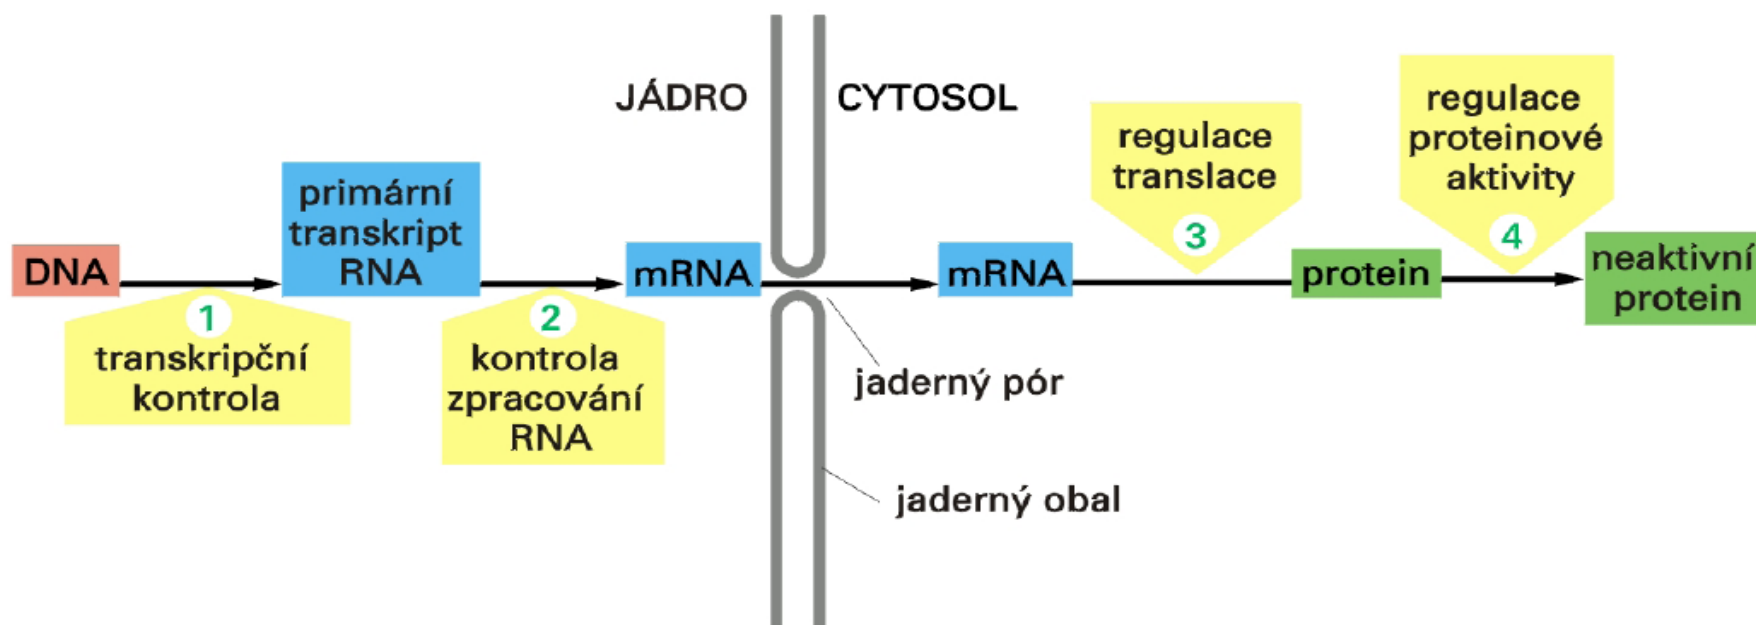 JÁDRO
CYTOSOL
DNA
1
transkripční
kontrola
primární
transkript
RNA
2
kontrola
zpracování
RNA
mRNA
jaderný pór
jaderný obal
mRNA
regulace
translace
3
protein
regulace
proteinové
aktivity
4
neaktivní
protein